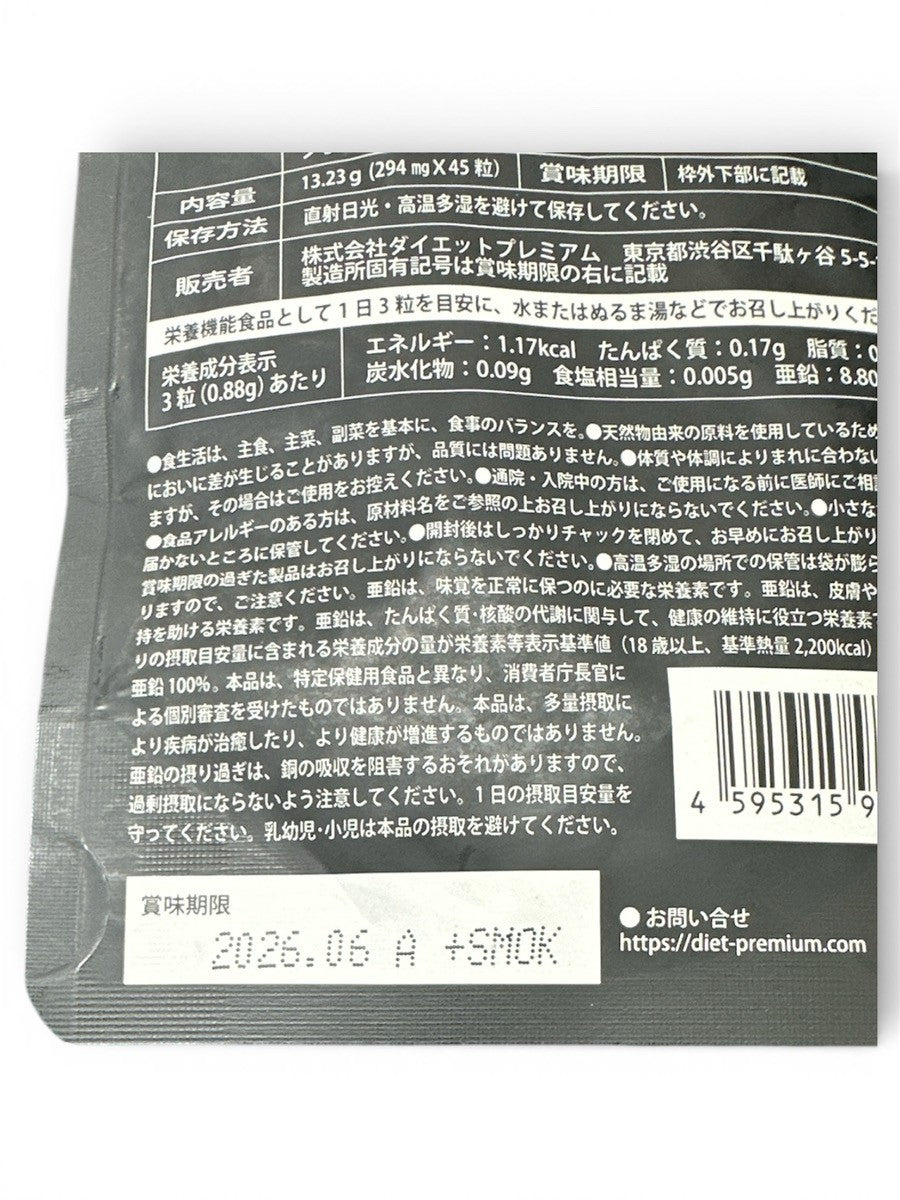 内容量 13.23g (294㎎X45粒) 賞味期限 枠外下部に記載
保存方法 直射日光・高温多湿を避けて保存してください。
販売者 株式会社ダイエットプレミアム 東京都渋谷区千駄ヶ谷5-5-
製造所固有記号は賞味期限の右に記載
栄養機能食品として1日3粒を目安に、水またはぬるま湯などでお召し上がりくだ
栄養成分表示
3粒(0.88g)あたり
エネルギー:1.17kcal たんぱく質:0.17g 脂質:0
炭水化物:0.09g 食塩相当量:0.005g 亜鉛:8.80
●食生活は、主食、主菜、副菜を基本に、食事のバランスを。●天然物由来の原料を使用しているため
においに差が生じることがありますが、品質には問題ありません。●体質や体調によりまれに合わない
ますが、その場合はご使用をお控えください。●通院・入院中の方は、ご使用になる前に医師にご相
●食品アレルギーのある方は、原材料名をご参照の上お召し上がりにならないでください。●小さな
届かないところに保管してください。●開封後はしっかりチャックを閉めて、お早めにお召し上がり
賞味期限の過ぎた製品はお召し上がりにならないでください。●高温多湿の場所での保管は袋が膨ら
りますので、ご注意ください。亜鉛は、味覚を正常に保つのに必要な栄養素です。亜鉛は、皮膚や
持を助ける栄養素です。亜鉛は、たんぱく質・核酸の代謝に関与して、健康の維持に役立つ栄養素で
りの摂取目安量に含まれる栄養成分の量が栄養素等表示基準値(18歳以上、基準熱量2,200kcal)
亜鉛100%。本品は、特定保健用食品と異なり、消費者庁長官に
よる個別審査を受けたものではありません。本品は、多量摂取に
より疾病が治癒したり、より健康が増進するものではありません。
亜鉛の摂り過ぎは、銅の吸収を阻害するおそれがありますので、
過剰摂取にならないよう注意してください。1日の摂取目安量を
守ってください。乳幼児・小児は本品の摂取を避けてください。
4 595315 9
賞味期限
2026.06 A +SMOK
●お問い合せ
https://diet-premium.com